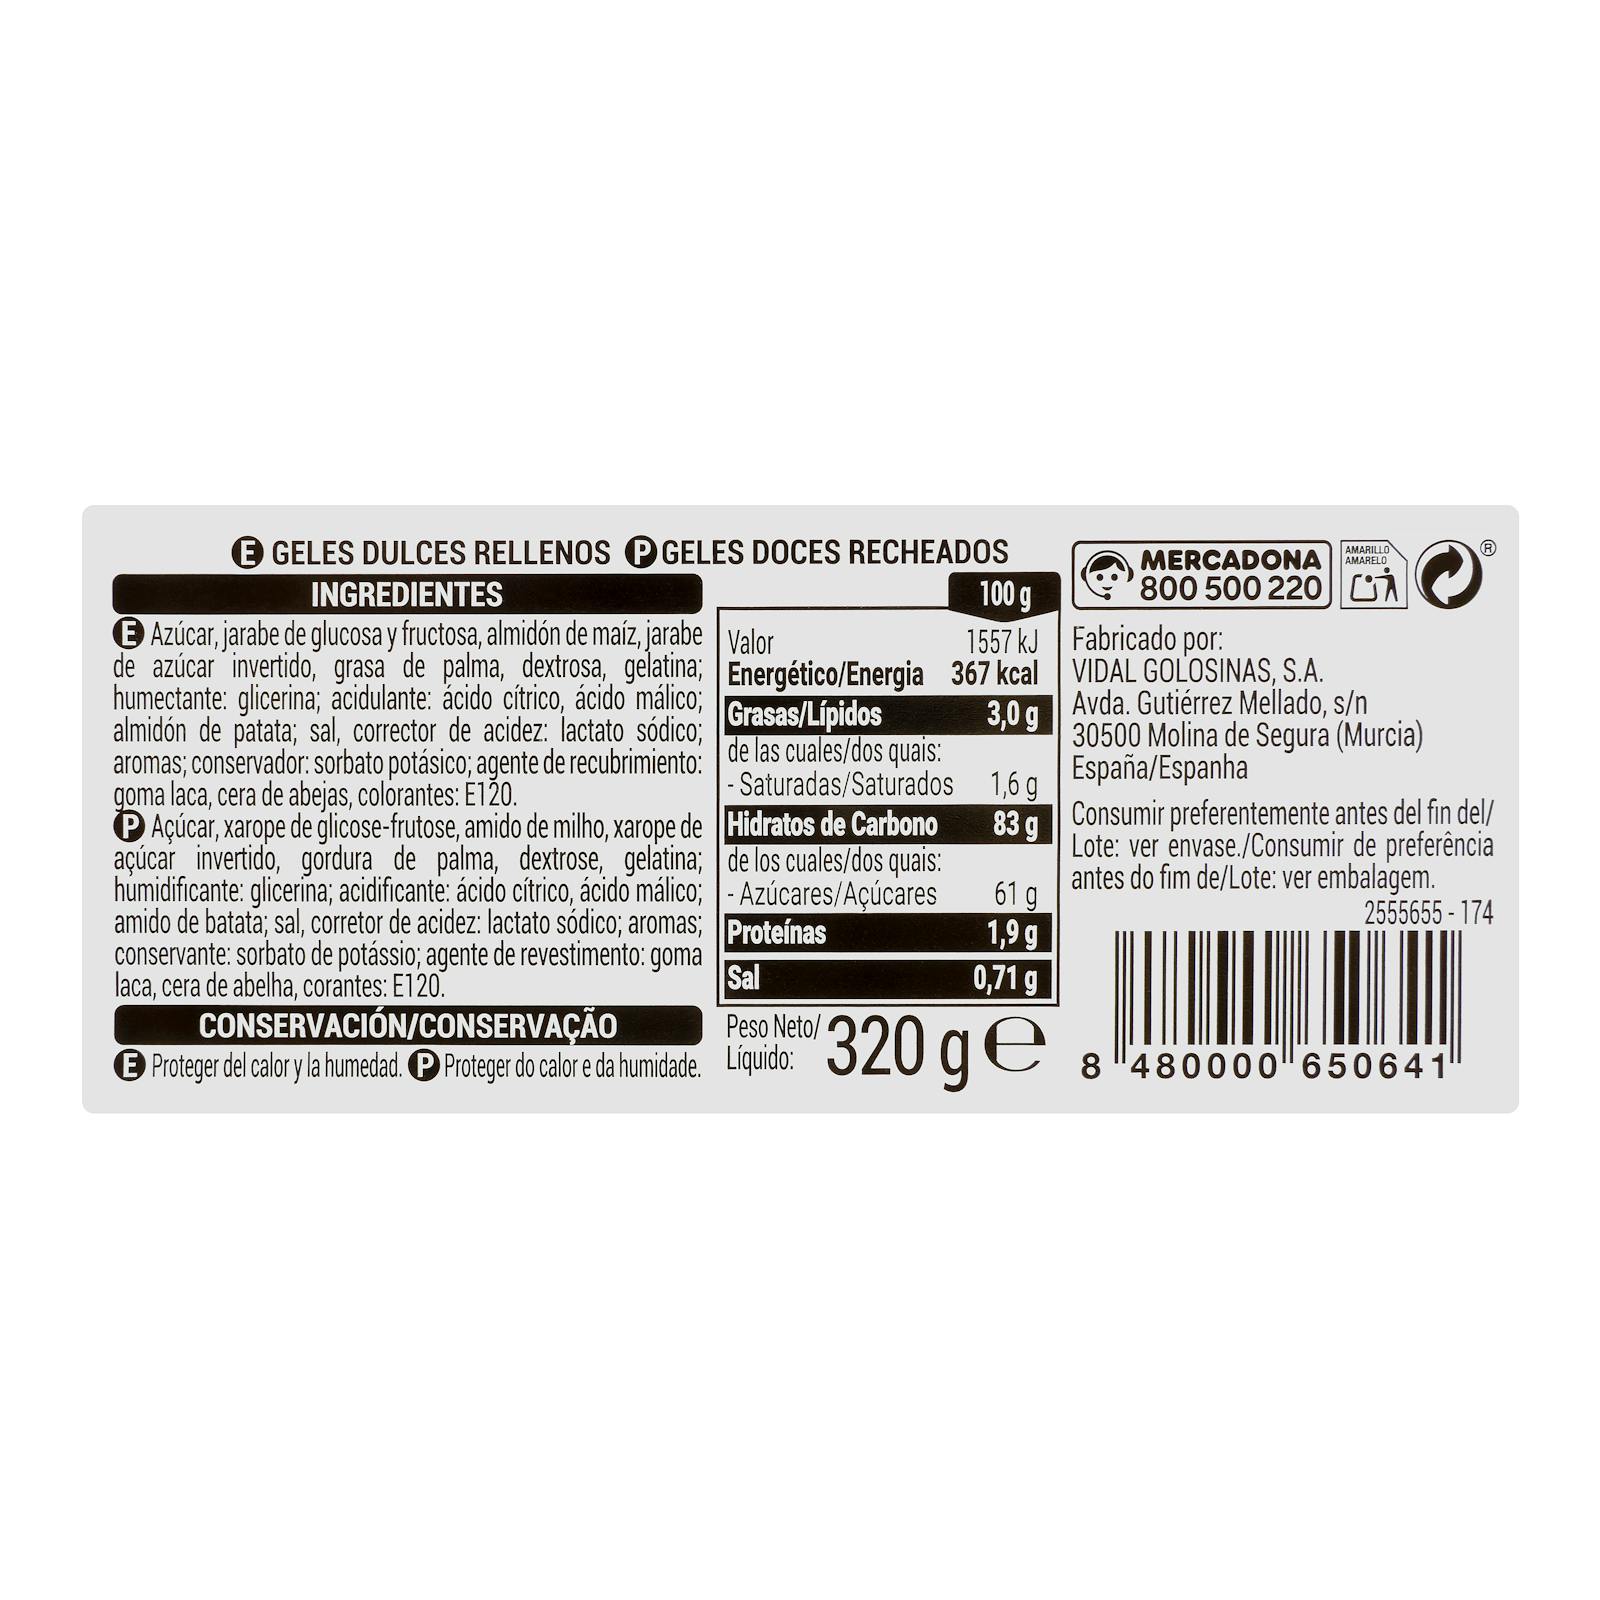 E GELES DULCES RELLENOS P GELES DOCES RECHEADOS
INGREDIENTES
E Azúcar, jarabe de glucosa y fructosa, almidón de maíz, jarabe
de azúcar invertido, grasa de palma, dextrosa, gelatina;
humectante: glicerina; acidulante: ácido cítrico, ácido málico;
almidón de patata; sal, corrector de acidez: lactato sódico;
aromas; conservador: sorbato potásico; agente de recubrimiento:
goma laca, cera de abejas, colorantes: E120.
P Açúcar, xarope de glicose-frutose, amido de milho, xarope de
açúcar invertido, gordura de palma, dextrose, gelatina;
humidificante: glicerina; acidificante: ácido cítrico, ácido málico;
amido de batata; sal, corretor de acidez: lactato sódico; aromas;
conservante: sorbato de potássio; agente de revestimento: goma
laca, cera de abelha, corantes: E120.
CONSERVACIÓN/CONSERVAÇÃO
E Proteger del calor y la humedad. P Proteger do calor e da humidade.
100 g
Valor 1557 kJ
Energético/Energia 367 kcal
Grasas/Lípidos 3,0 g
de las cuales/dos quais:
- Saturadas/Saturados 1,6 g
Hidratos de Carbono 83 g
de los cuales/dos quais:
- Azúcares/Açúcares 61 g
Proteínas 1,9 g
Sal 0,71 g
Peso Neto/
Líquido: 320 g e
MERCADONA
800 500 220
AMARILLO
AMARELO
®
Fabricado por:
VIDAL GOLOSINAS, S.A.
Avda. Gutiérrez Mellado, s/n
30500 Molina de Segura (Murcia)
España/Espanha
Consumir preferentemente antes del fin del/
Lote: ver envase./Consumir de preferência
antes do fim de/Lote: ver embalagem.
2555655 - 174
8 480000 650641